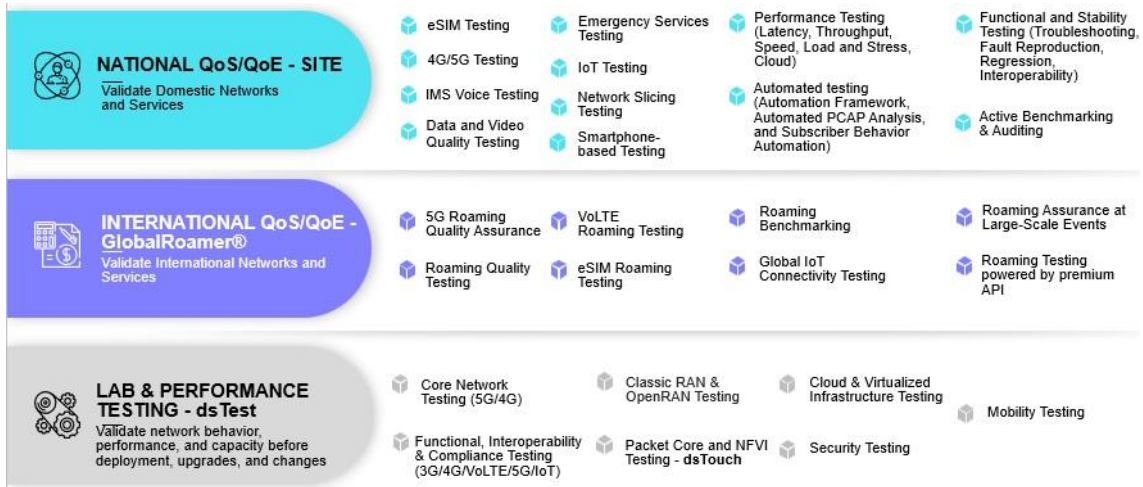 NATIONAL QoS/QoE - SITE
Validate Domestic Networks
and Services
eSIM Testing
4G/5G Testing
IMS Voice Testing
Data and Video
Quality Testing
Emergency Services
Testing
IoT Testing
Network Slicing
Testing
Smartphone-
based Testing
Performance Testing
(Latency, Throughput,
Speed, Load and Stress,
Cloud)
Automated testing
(Automation Framework,
Automated PCAP Analysis,
and Subscriber Behavior
Automation)
Functional and Stability
Testing (Troubleshooting,
Fault Reproduction,
Regression,
Interoperability)
Active Benchmarking
& Auditing
INTERNATIONAL QoS/QoE -
GlobalRoamer®
Validate International Networks and
Services
5G Roaming
Quality Assurance
Roaming Quality
Testing
VoLTE
Roaming Testing
eSIM Roaming
Testing
Roaming
Benchmarking
Global IoT
Connectivity Testing
Roaming Assurance at
Large-Scale Events
Roaming Testing
powered by premium
API
LAB & PERFORMANCE
TESTING - dsTest
Validate network behavior,
performance, and capacity before
deployment, upgrades, and changes
Core Network
Testing (5G/4G)
Functional, Interoperability
& Compliance Testing
(3G/4G/VoLTE/5G/IoT)
Classic RAN &
OpenRAN Testing
Packet Core and NFVI
Testing - dsTouch
Cloud & Virtualized
Infrastructure Testing
Security Testing
Mobility Testing